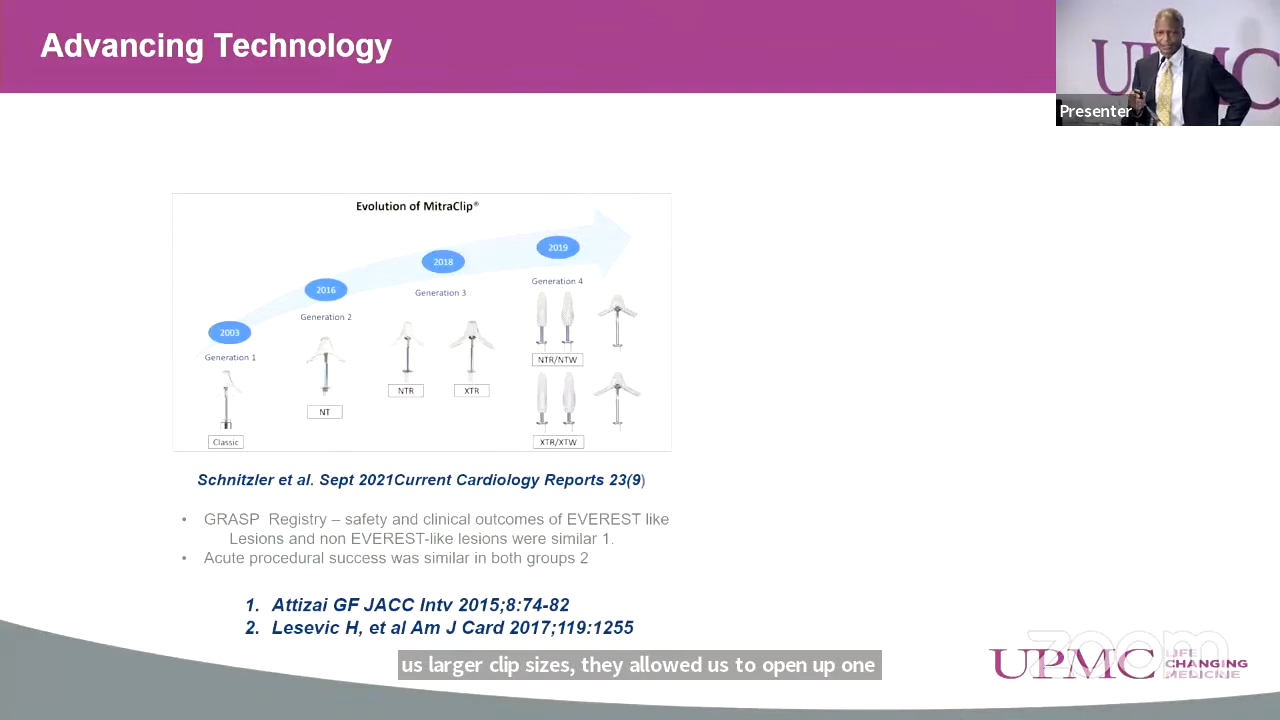 Advancing Technology
UPMC
Presenter
Evolution of MitraClip®
2003
Generation 1
Classic
2016
Generation 2
NT
2018
Generation 3
NTR
XTR
2019
Generation 4
NTR/NTW
XTR/XTW
Schnitzler et al. Sept 2021Current Cardiology Reports 23(9)
• GRASP Registry – safety and clinical outcomes of EVEREST like
Lesions and non EVEREST-like lesions were similar 1.
• Acute procedural success was similar in both groups 2
1. Attizai GF JACC Intv 2015;8:74-82
2. Lesevic H, et al Am J Card 2017;119:1255
us larger clip sizes, they allowed us to open up one
zoom
UPMC LIFE
CHANGING
MEDICINE